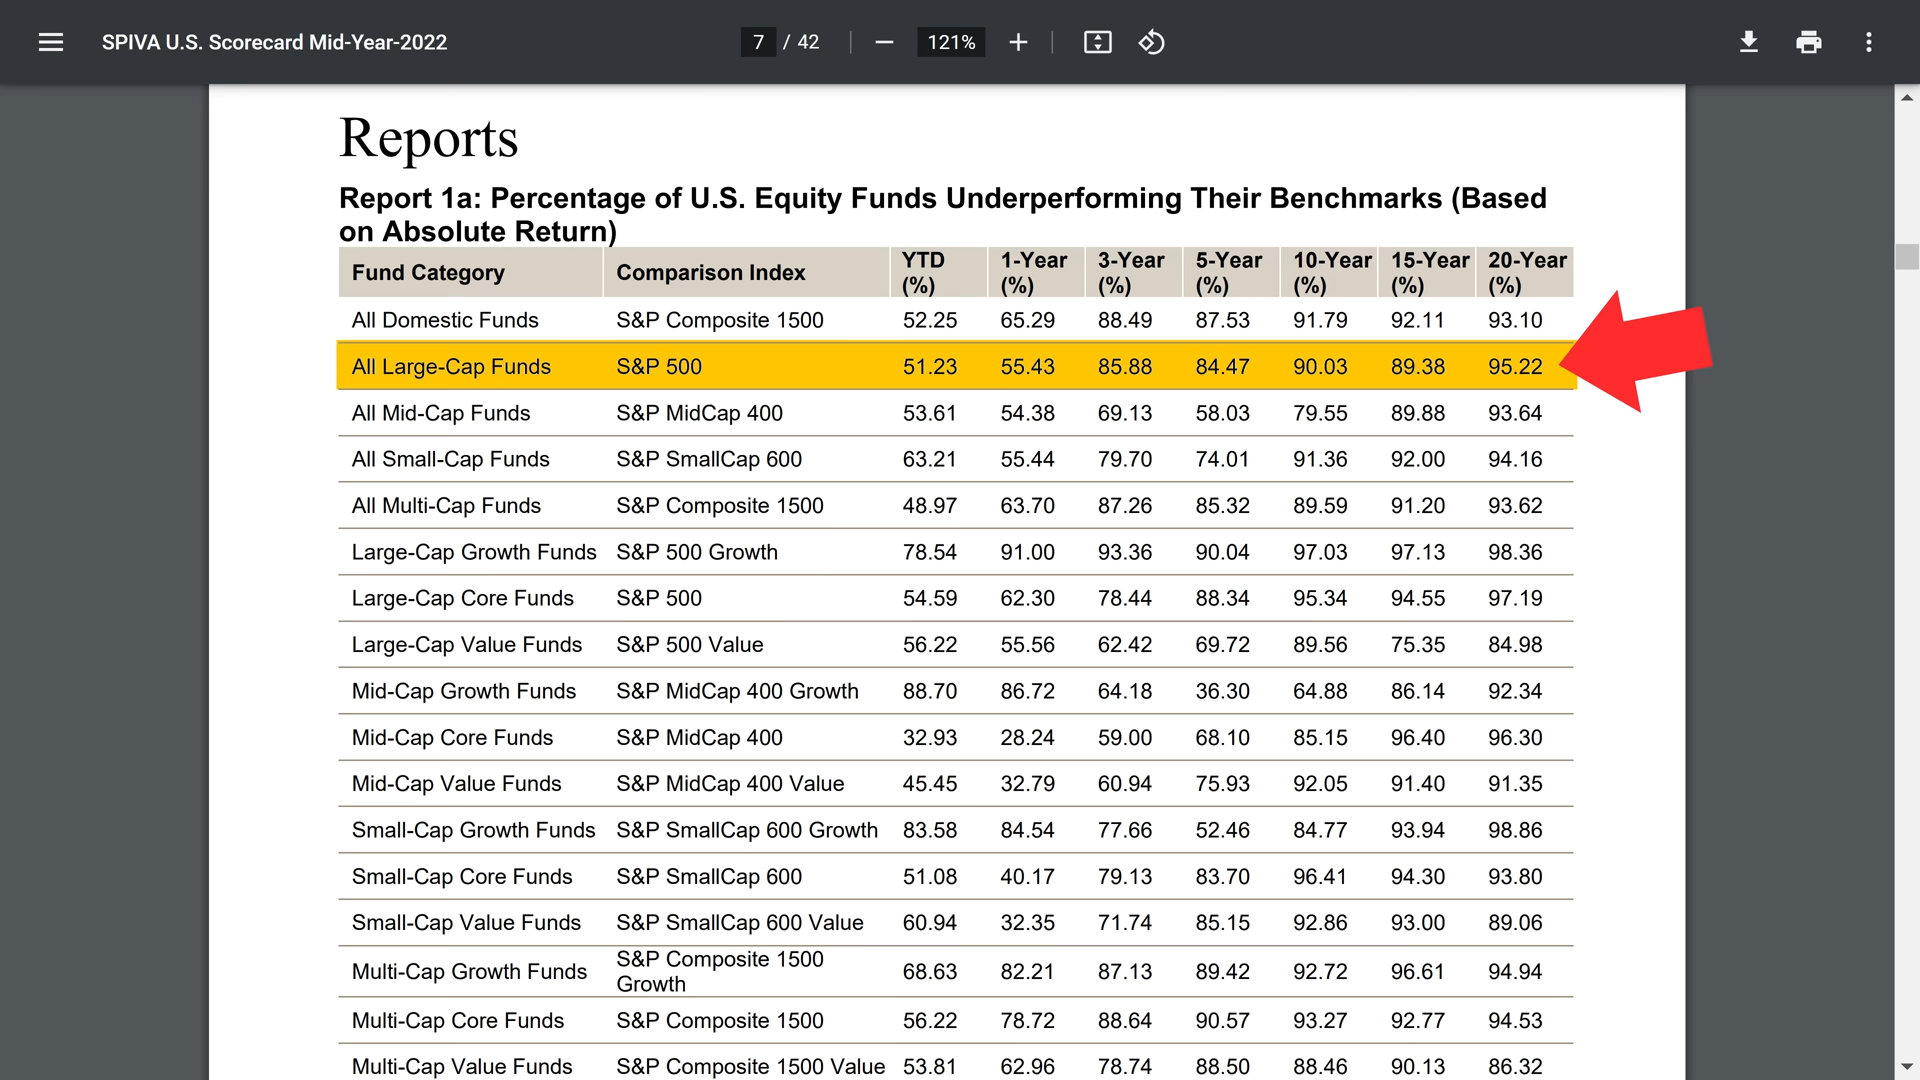 SPIVA U.S. Scorecard Mid-Year-2022 7 / 42 121%
Reports
Report 1a: Percentage of U.S. Equity Funds Underperforming Their Benchmarks (Based
on Absolute Return)
Fund Category Comparison Index YTD (%) 1-Year (%) 3-Year (%) 5-Year (%) 10-Year (%) 15-Year (%) 20-Year (%)
All Domestic Funds S&P Composite 1500 52.25 65.29 88.49 87.53 91.79 92.11 93.10
All Large-Cap Funds S&P 500 51.23 55.43 85.88 84.47 90.03 89.38 95.22
All Mid-Cap Funds S&P MidCap 400 53.61 54.38 69.13 58.03 79.55 89.88 93.64
All Small-Cap Funds S&P SmallCap 600 63.21 55.44 79.70 74.01 91.36 92.00 94.16
All Multi-Cap Funds S&P Composite 1500 48.97 63.70 87.26 85.32 89.59 91.20 93.62
Large-Cap Growth Funds S&P 500 Growth 78.54 91.00 93.36 90.04 97.03 97.13 98.36
Large-Cap Core Funds S&P 500 54.59 62.30 78.44 88.34 95.34 94.55 97.19
Large-Cap Value Funds S&P 500 Value 56.22 55.56 62.42 69.72 89.56 75.35 84.98
Mid-Cap Growth Funds S&P MidCap 400 Growth 88.70 86.72 64.18 36.30 64.88 86.14 92.34
Mid-Cap Core Funds S&P MidCap 400 32.93 28.24 59.00 68.10 85.15 96.40 96.30
Mid-Cap Value Funds S&P MidCap 400 Value 45.45 32.79 60.94 75.93 92.05 91.40 91.35
Small-Cap Growth Funds S&P SmallCap 600 Growth 83.58 84.54 77.66 52.46 84.77 93.94 98.86
Small-Cap Core Funds S&P SmallCap 600 51.08 40.17 79.13 83.70 96.41 94.30 93.80
Small-Cap Value Funds S&P SmallCap 600 Value 60.94 32.35 71.74 85.15 92.86 93.00 89.06
Multi-Cap Growth Funds S&P Composite 1500 Growth 68.63 82.21 87.13 89.42 92.72 96.61 94.94
Multi-Cap Core Funds S&P Composite 1500 56.22 78.72 88.64 90.57 93.27 92.77 94.53
Multi-Cap Value Funds S&P Composite 1500 Value 53.81 62.96 78.74 88.50 88.46 90.13 86.32